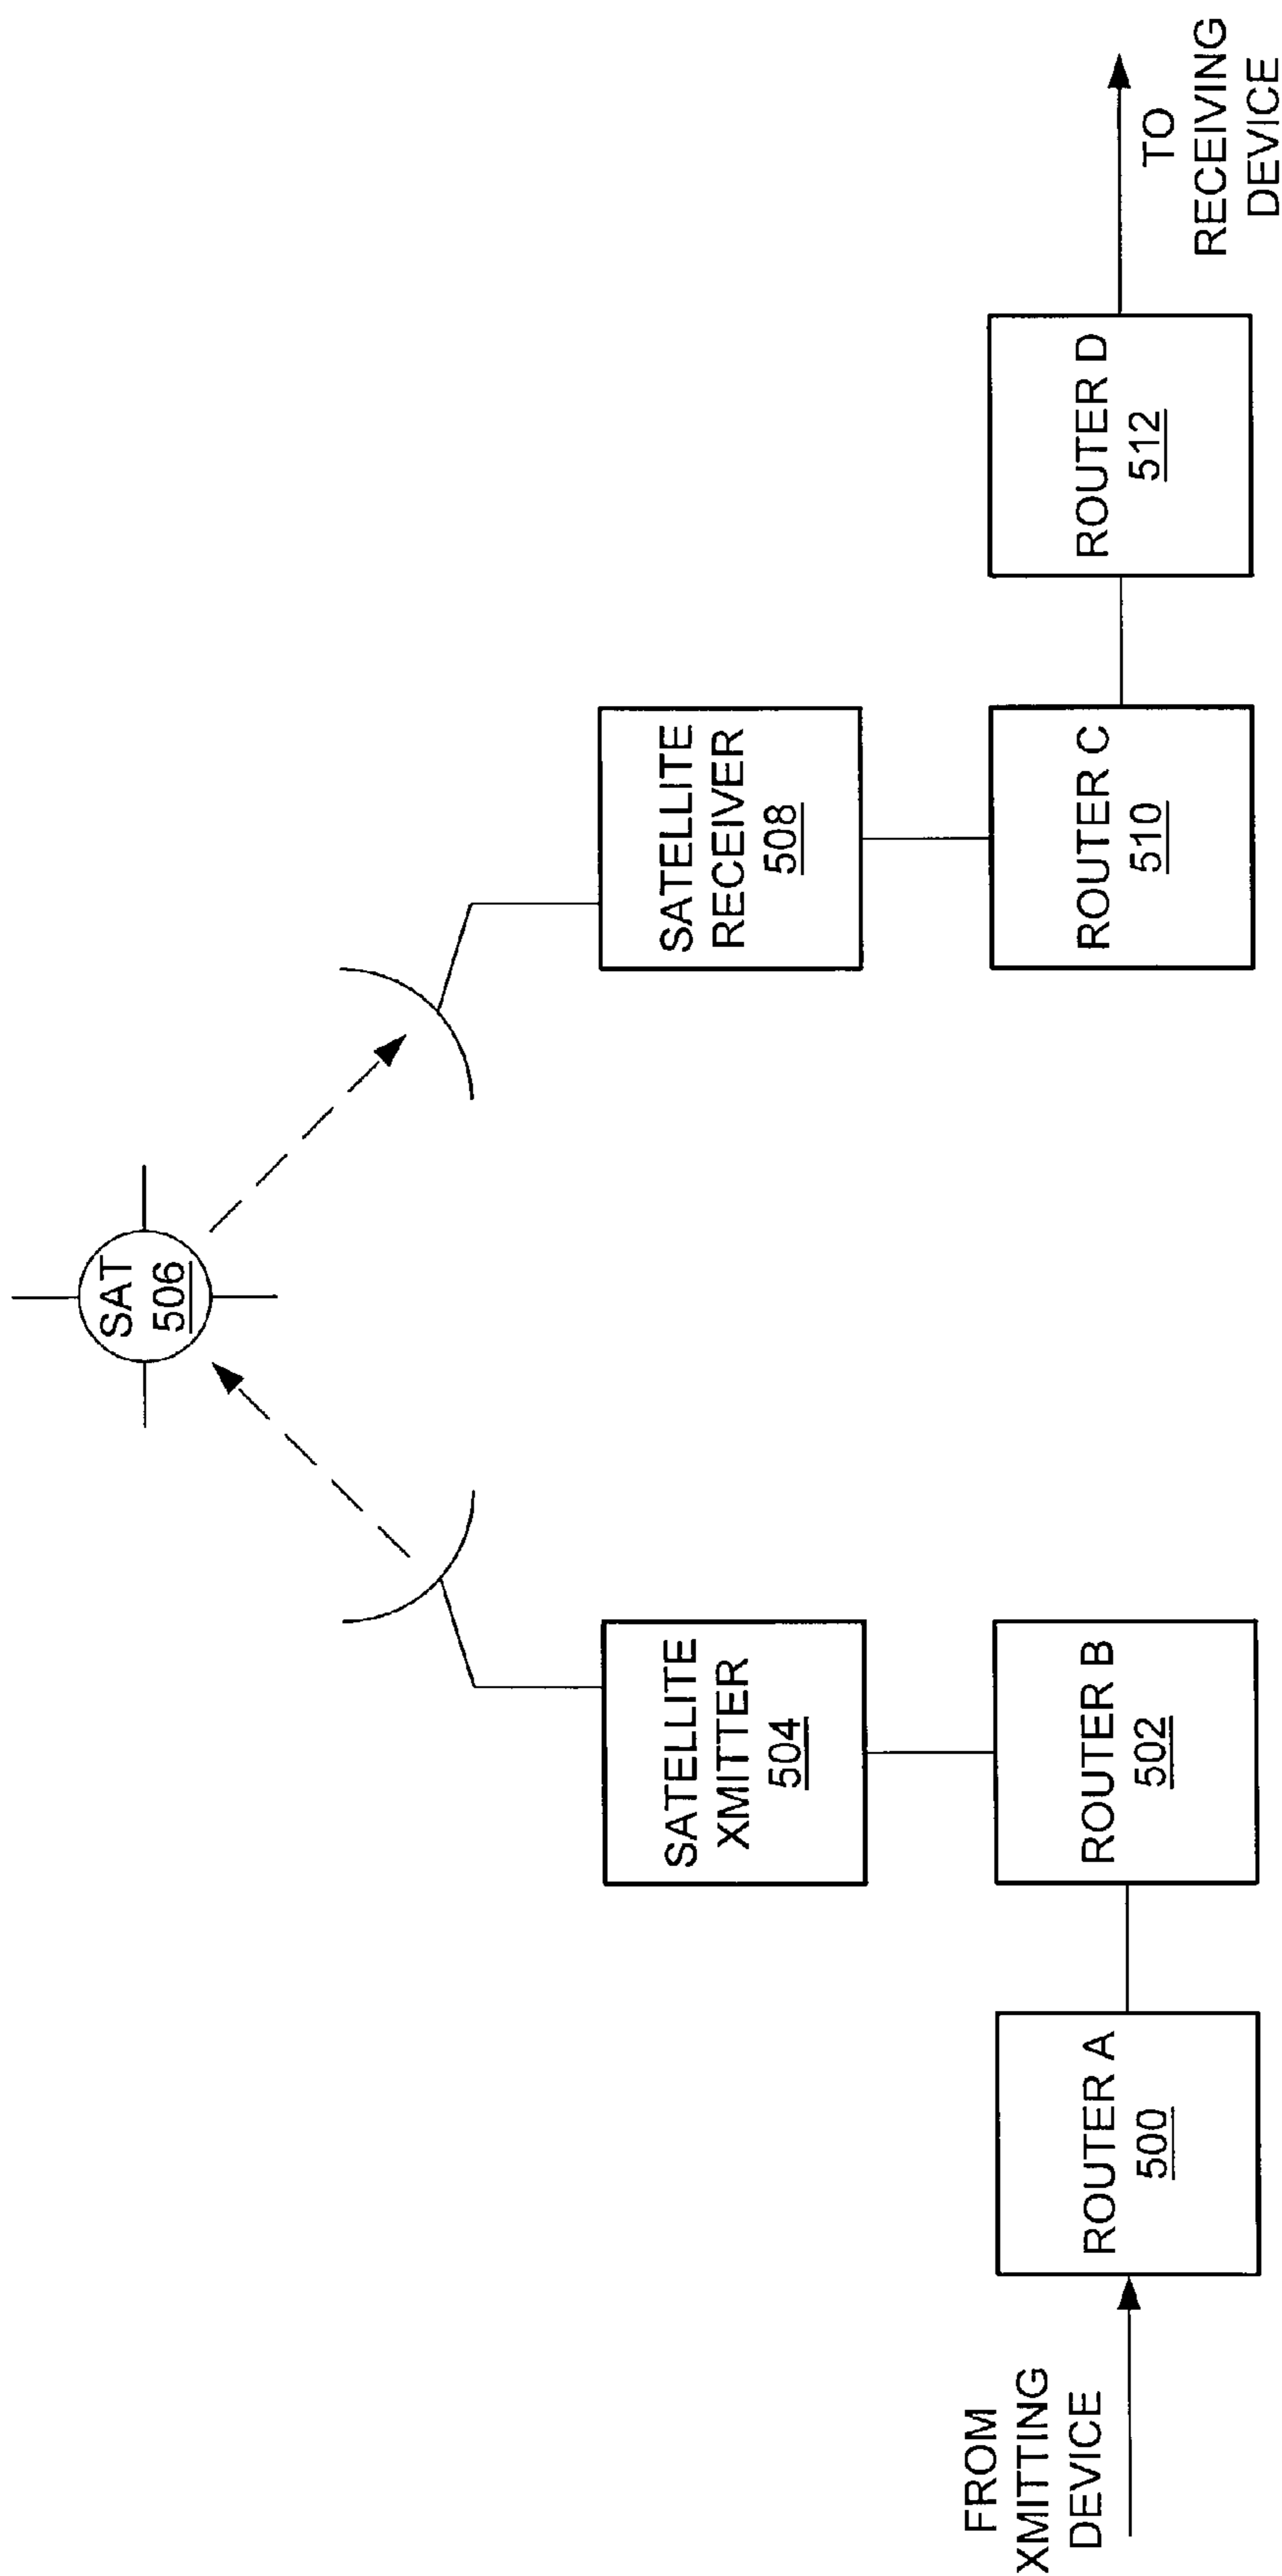 SAT
506
SATELLITE
XMITTER
504
SATELLITE
RECEIVER
508
FROM
XMITTING
DEVICE
ROUTER A
500
ROUTER B
502
ROUTER C
510
ROUTER D
512
TO
RECEIVING
DEVICE